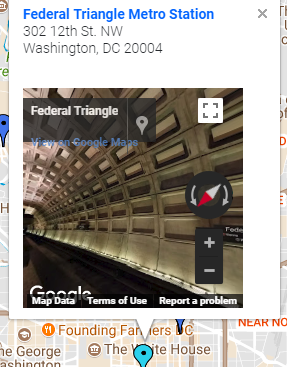 Federal Triangle Metro Station
302 12th St. NW
Washington, DC 20004
Federal Triangle
View on Google Maps
Google
Map Data Terms of Use Report a problem
Founding Farmers DC
NEAR NO
The George
Washington
The White House